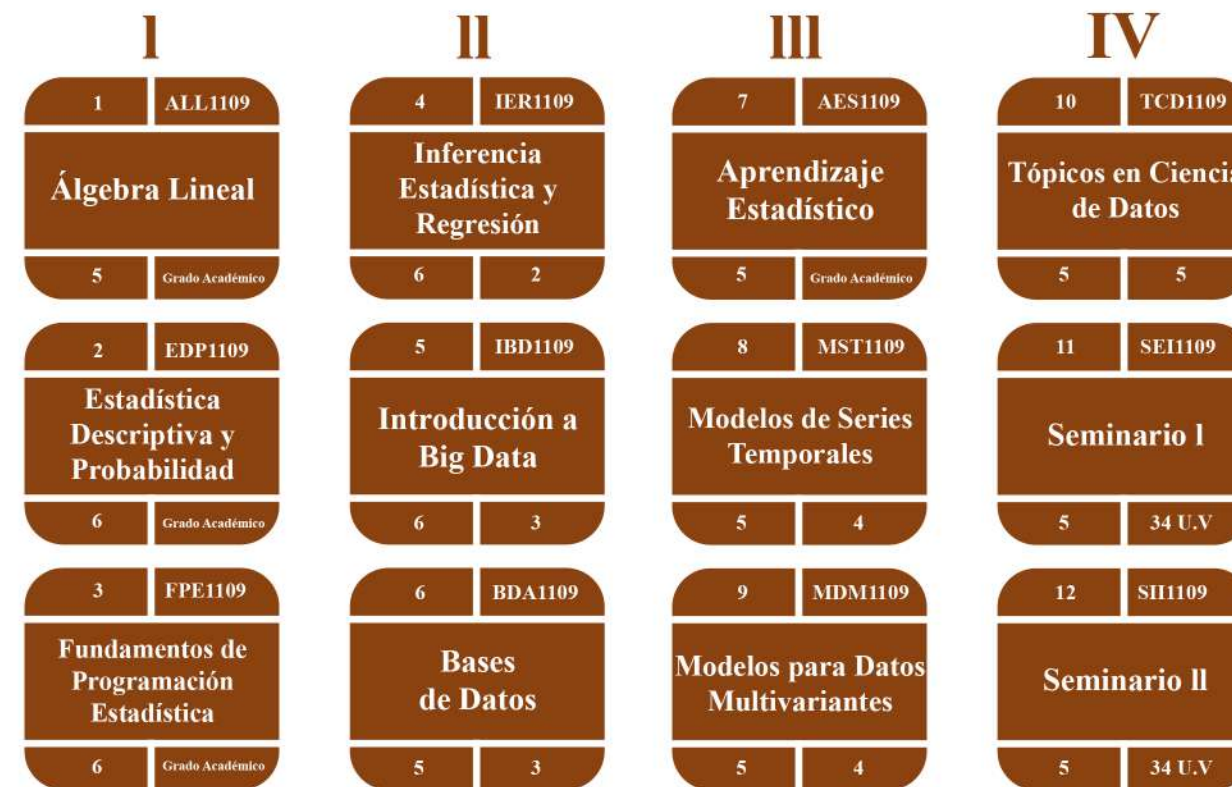 I
1 ALL1109
Álgebra Lineal
5 Grado Académico
2 EDP1109
Estadística
Descriptiva y
Probabilidad
6 Grado Académico
3 FPE1109
Fundamentos de
Programación
Estadística
6 Grado Académico
II
4 IER1109
Inferencia
Estadística y
Regresión
6 2
5 IBD1109
Introducción a
Big Data
6 3
6 BDA1109
Bases
de Datos
5 3
III
7 AES1109
Aprendizaje
Estadístico
5 Grado Académico
8 MST1109
Modelos de Series
Temporales
5 4
9 MDM1109
Modelos para Datos
Multivariantes
5 4
IV
10 TCD1109
Tópicos en Ciencia
de Datos
5 5
11 SEI1109
Seminario I
5 34 U.V
12 SII1109
Seminario II
5 34 U.V